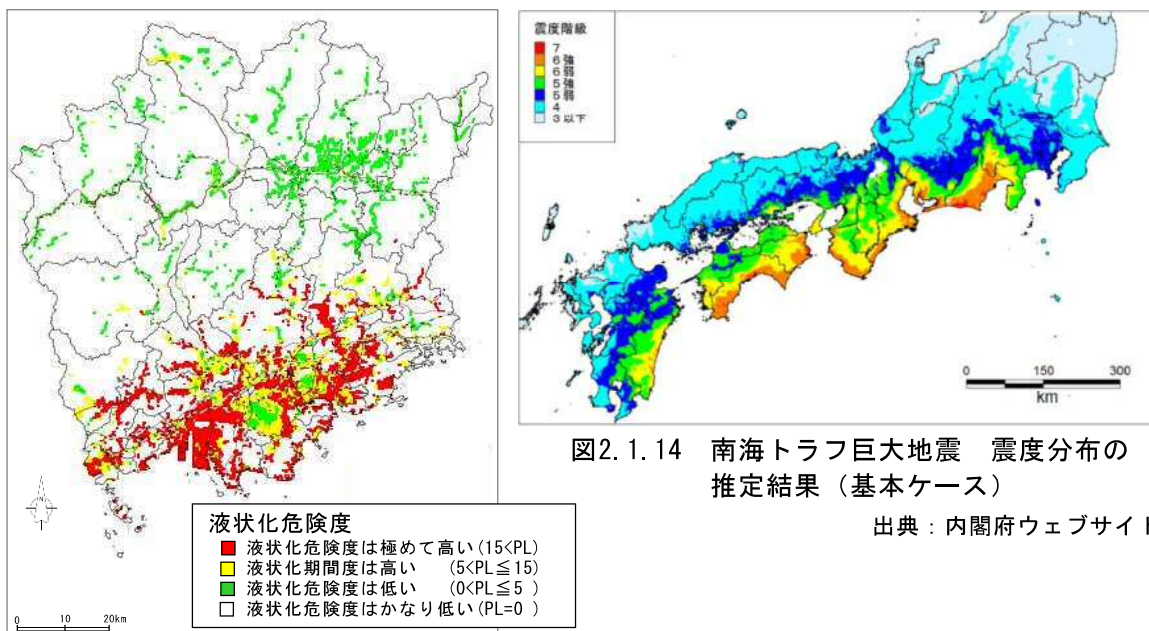 液状化危険度
液状化危険度は極めて高い(15<PL)
液状化期間度は高い (5<PL≦15)
液状化危険度は低い (0<PL≦5 )
液状化危険度はかなり低い(PL=0 )
0 10 20km
震度階級
7
6強
6弱
5強
5弱
4
3以下
0 150 300
km
図2.1.14 南海トラフ巨大地震 震度分布の
推定結果（基本ケース）
出典：内閣府ウェブサイ